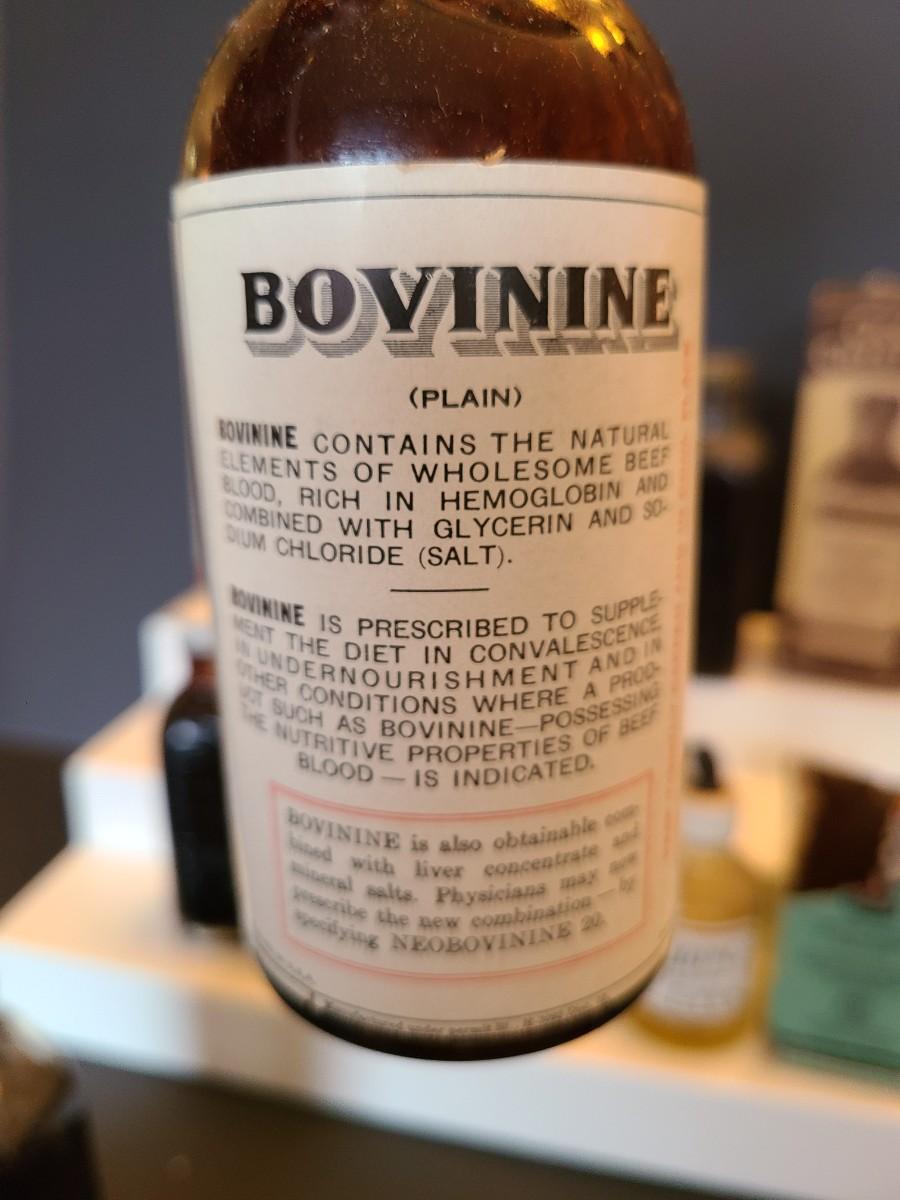 BOVININE
(PLAIN)
BOVININE CONTAINS THE NATURAL
ELEMENTS OF WHOLESOME BEEF
BLOOD, RICH IN HEMOGLOBIN AND
COMBINED WITH GLYCERIN AND SO-
DIUM CHLORIDE (SALT).
BOVININE IS PRESCRIBED TO SUPPLE-
MENT THE DIET IN CONVALESCENCE,
IN UNDERNOURISHMENT AND IN
OTHER CONDITIONS WHERE A PROD-
UCT SUCH AS BOVININE—POSSESSING
THE NUTRITIVE PROPERTIES OF BEEF
BLOOD — IS INDICATED.
BOVININE is also obtainable com-
bined with liver concentrate and
mineral salts. Physicians may now
prescribe the new combination — by
specifying NEOBOVININE 20.
under permit